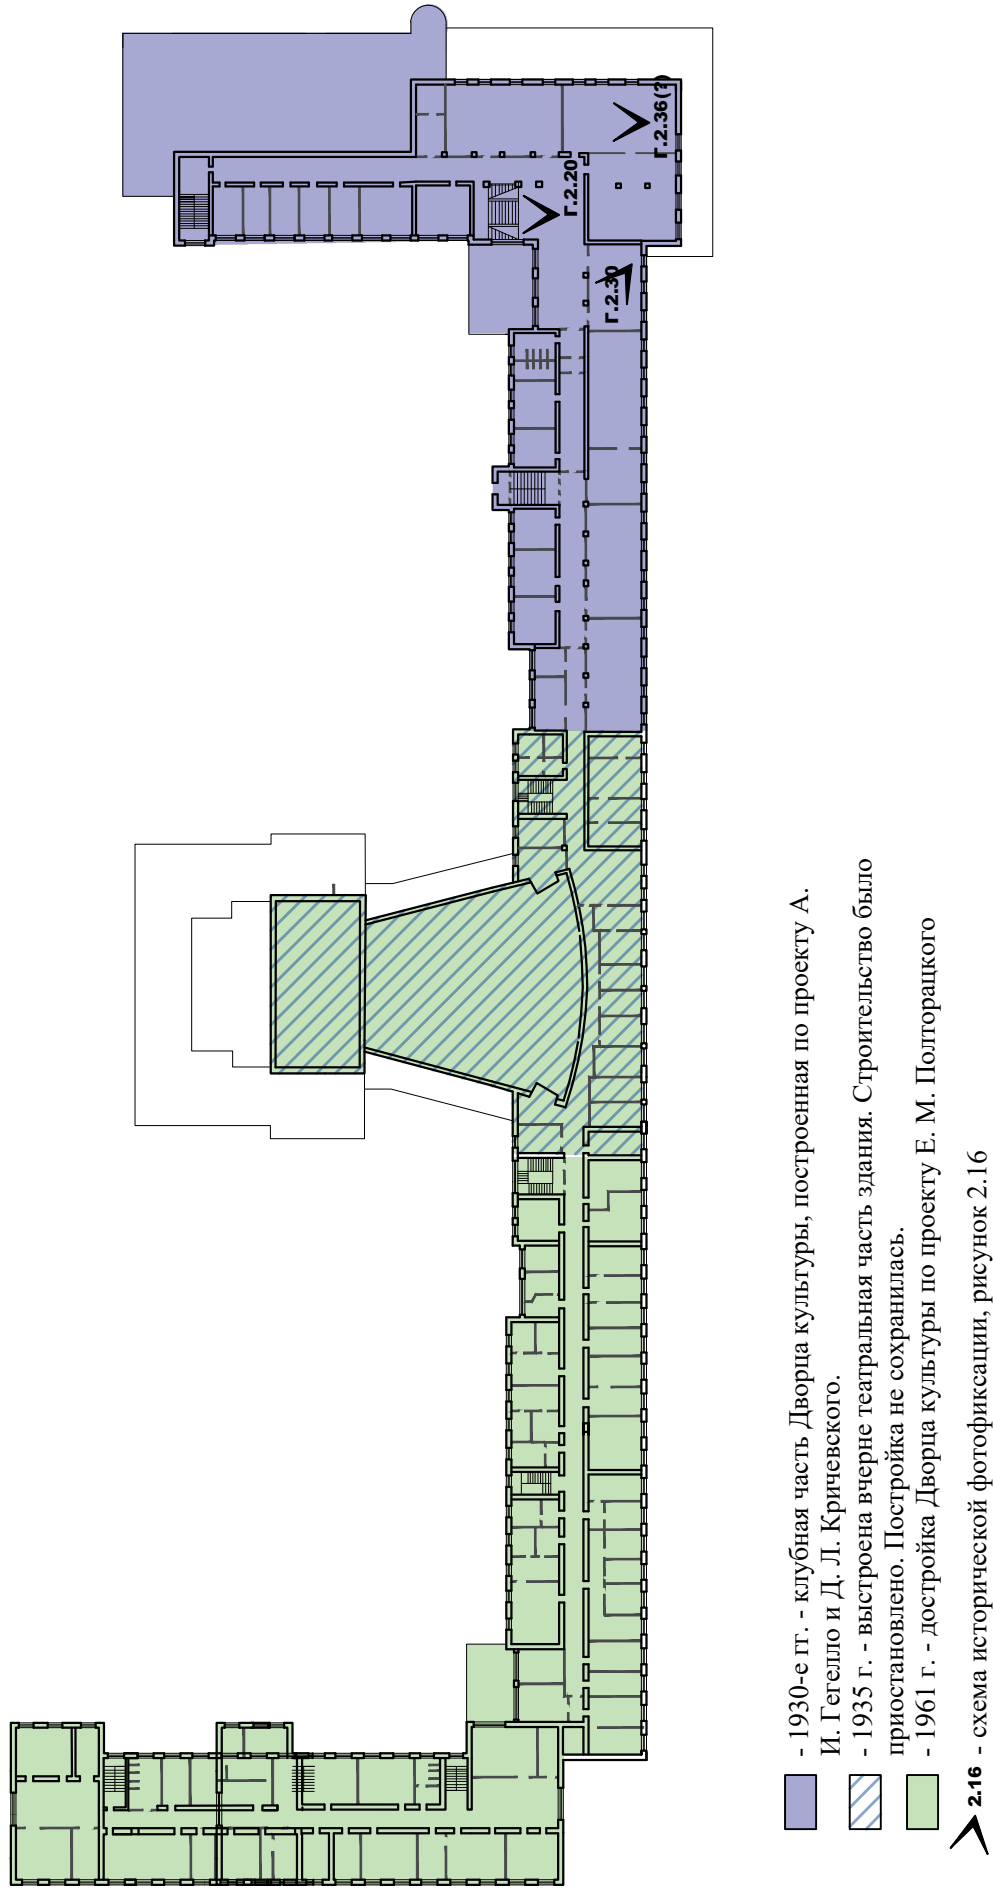 Г.2.36(?)
Г.2.20
Г.2.30
- 1930-е гг. - клубная часть Дворца культуры, построенная по проекту А.
И. Гегелло и Д. Л. Кричевского.
- 1935 г. - выстроена вчерне театральная часть здания. Строительство было
приостановлено. Постройка не сохранилась.
- 1961 г. - достройка Дворца культуры по проекту Е. М. Полторацкого
2.16 - схема исторической фотофиксации, рисунок 2.16